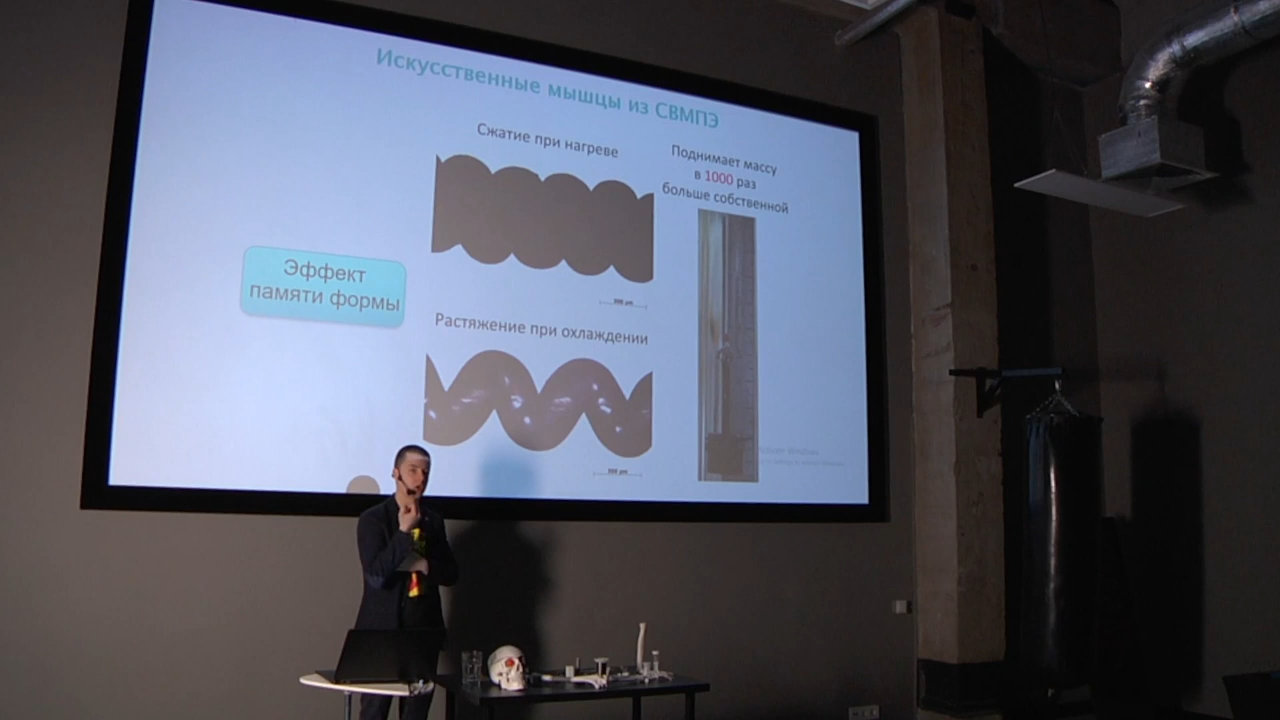 Искусственные мышцы из СВМПЭ
Сжатие при нагреве
Поднимает массу
в 1000 раз
больше собственной
Эффект
памяти формы
Растяжение при охлаждении